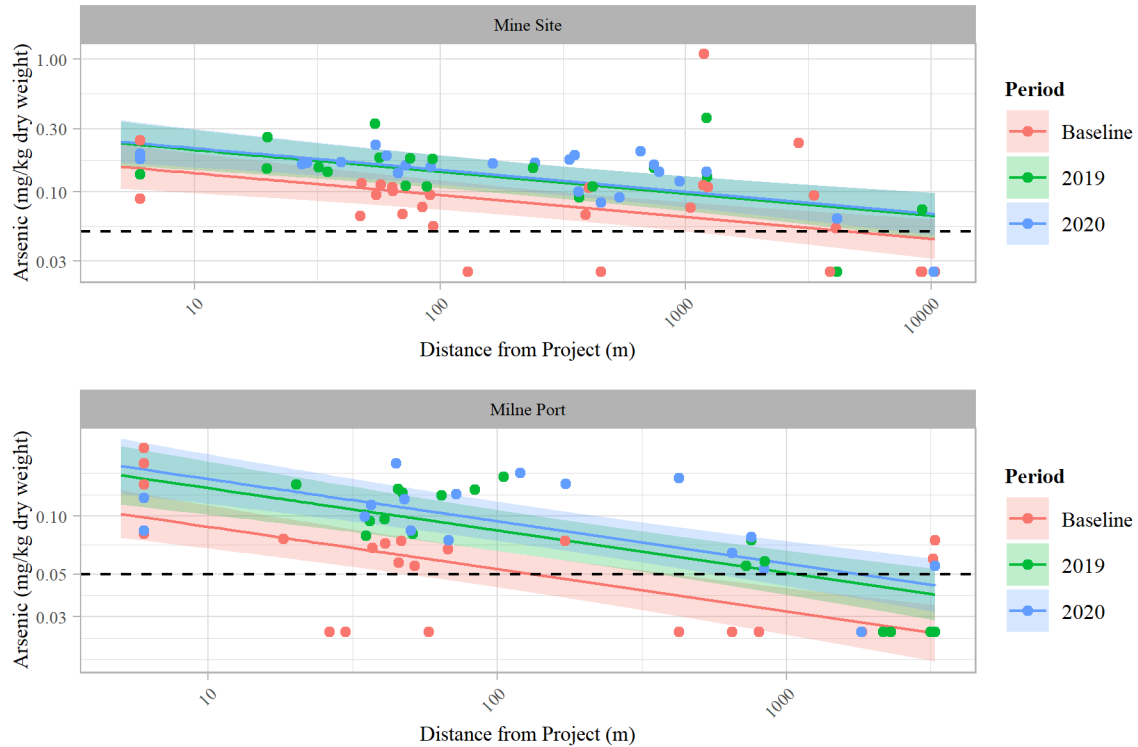 Mine Site
Arsenic (mg/kg dry weight)
1.00
0.30
0.10
0.03
10
100
1000
10000
Distance from Project (m)
Period
Baseline
2019
2020
Milne Port
Arsenic (mg/kg dry weight)
0.10
0.05
0.03
10
100
1000
Distance from Project (m)
Period
Baseline
2019
2020